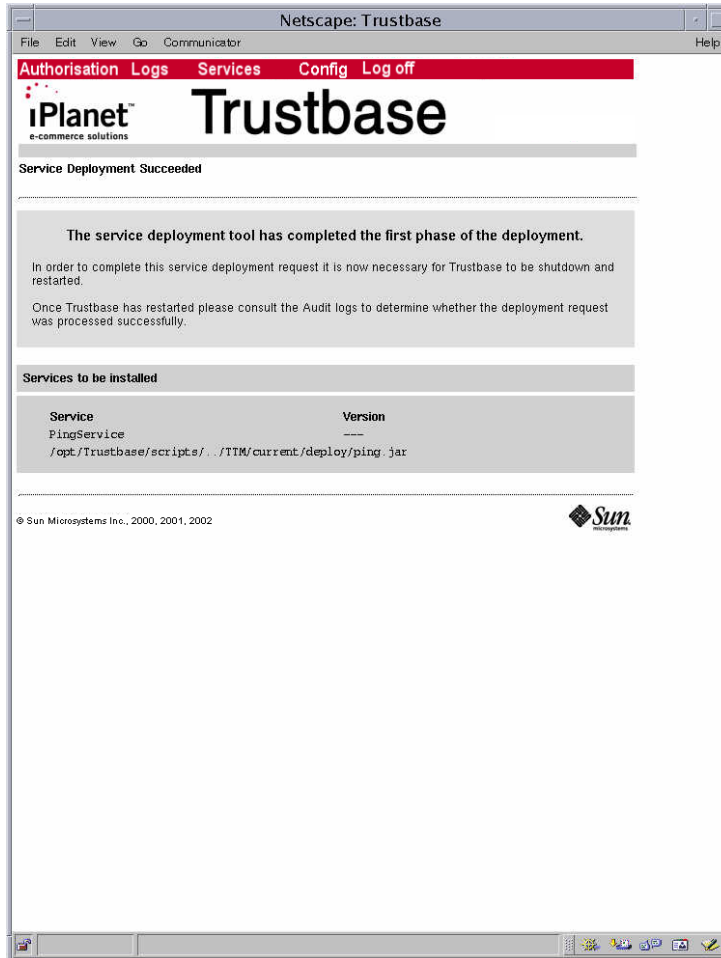 Netscape: Trustbase
File Edit View Go Communicator Help
Authorisation Logs Services Config Log off
iPlanet™
e-commerce solutions
Trustbase
Service Deployment Succeeded
The service deployment tool has completed the first phase of the deployment.
In order to complete this service deployment request it is now necessary for Trustbase to be shutdown and
restarted.
Once Trustbase has restarted please consult the Audit logs to determine whether the deployment request
was processed successfully.
Services to be installed
Service Version
PingService ---
/opt/Trustbase/scripts/../TTM/current/deploy/ping.jar
© Sun Microsystems Inc., 2000, 2001, 2002
Sun
microsystems